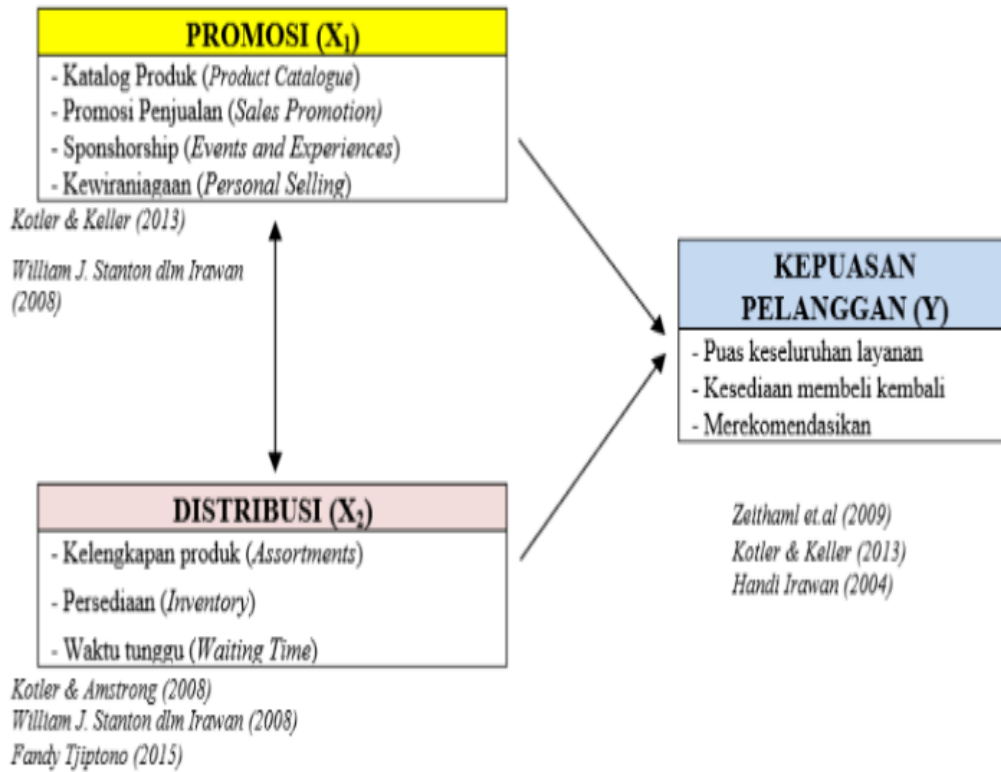 PROMOSI (X₁)
- Katalog Produk (Product Catalogue)
- Promosi Penjualan (Sales Promotion)
- Sponshorship (Events and Experiences)
- Kewiraniagaan (Personal Selling)
Kotler & Keller (2013)
William J. Stanton dlm Irawan
(2008)
KEPUASAN
PELANGGAN (Y)
- Puas keseluruhan layanan
- Kesediaan membeli kembali
- Merekomendasikan
Zeithaml et.al (2009)
Kotler & Keller (2013)
Handi Irawan (2004)
DISTRIBUSI (X₂)
- Kelengkapan produk (Assortments)
- Persediaan (Inventory)
- Waktu tunggu (Waiting Time)
Kotler & Amstrong (2008)
William J. Stanton dlm Irawan (2008)
Fandy Tjiptono (2015)